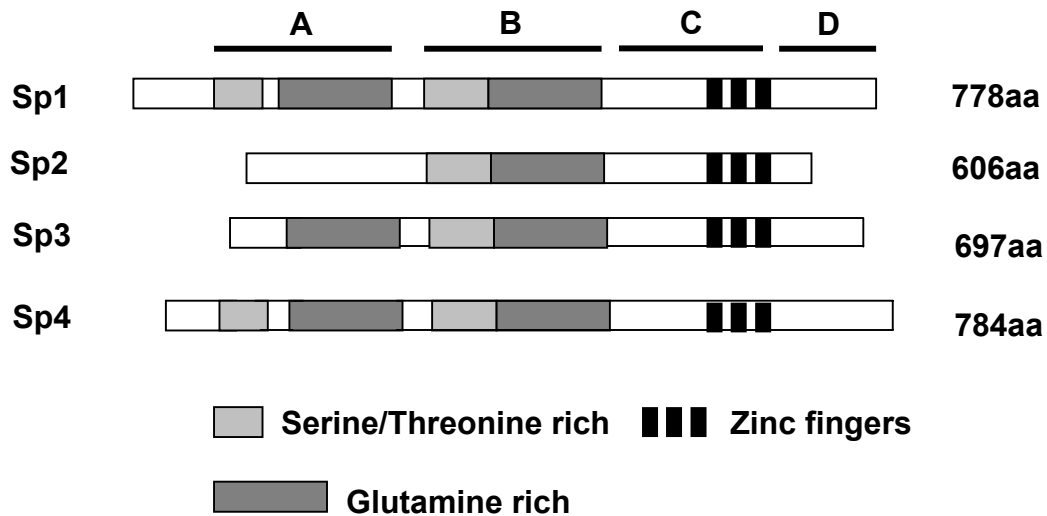 A B C D
Sp1 778aa
Sp2 606aa
Sp3 697aa
Sp4 784aa
Serine/Threonine rich Zinc fingers
Glutamine rich